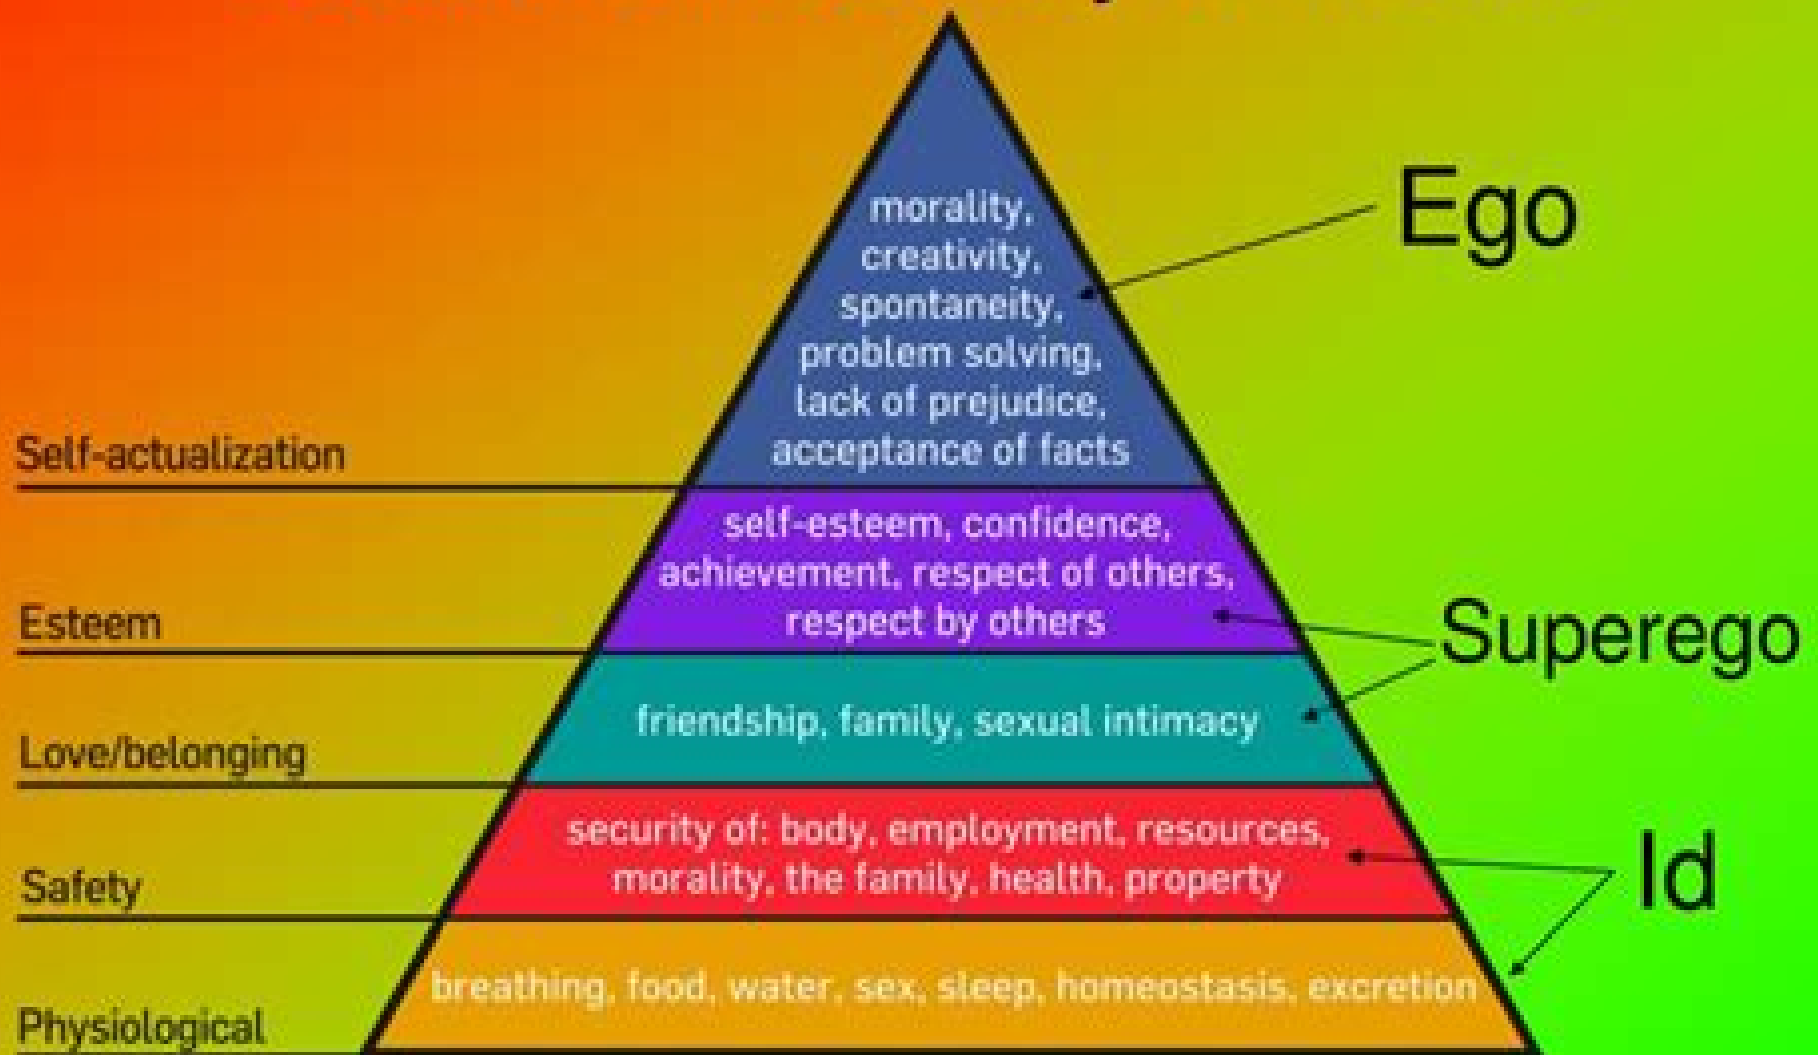 morality,
Ego
creativity,
spontaneity,
problem solving,
lack of prejudice,
Self-actualization
acceptance of facts
self-esteem, confidence,
achievement, respect of others,
Esteem
respect by others
Superego
Love/belonging
friendship, family, sexual intimacy
security of: body, employment, resources,
Id
Safety
morality, the family, health, property
breathing, food, water, sex, sleep, homeostasis, excretion
Physiological